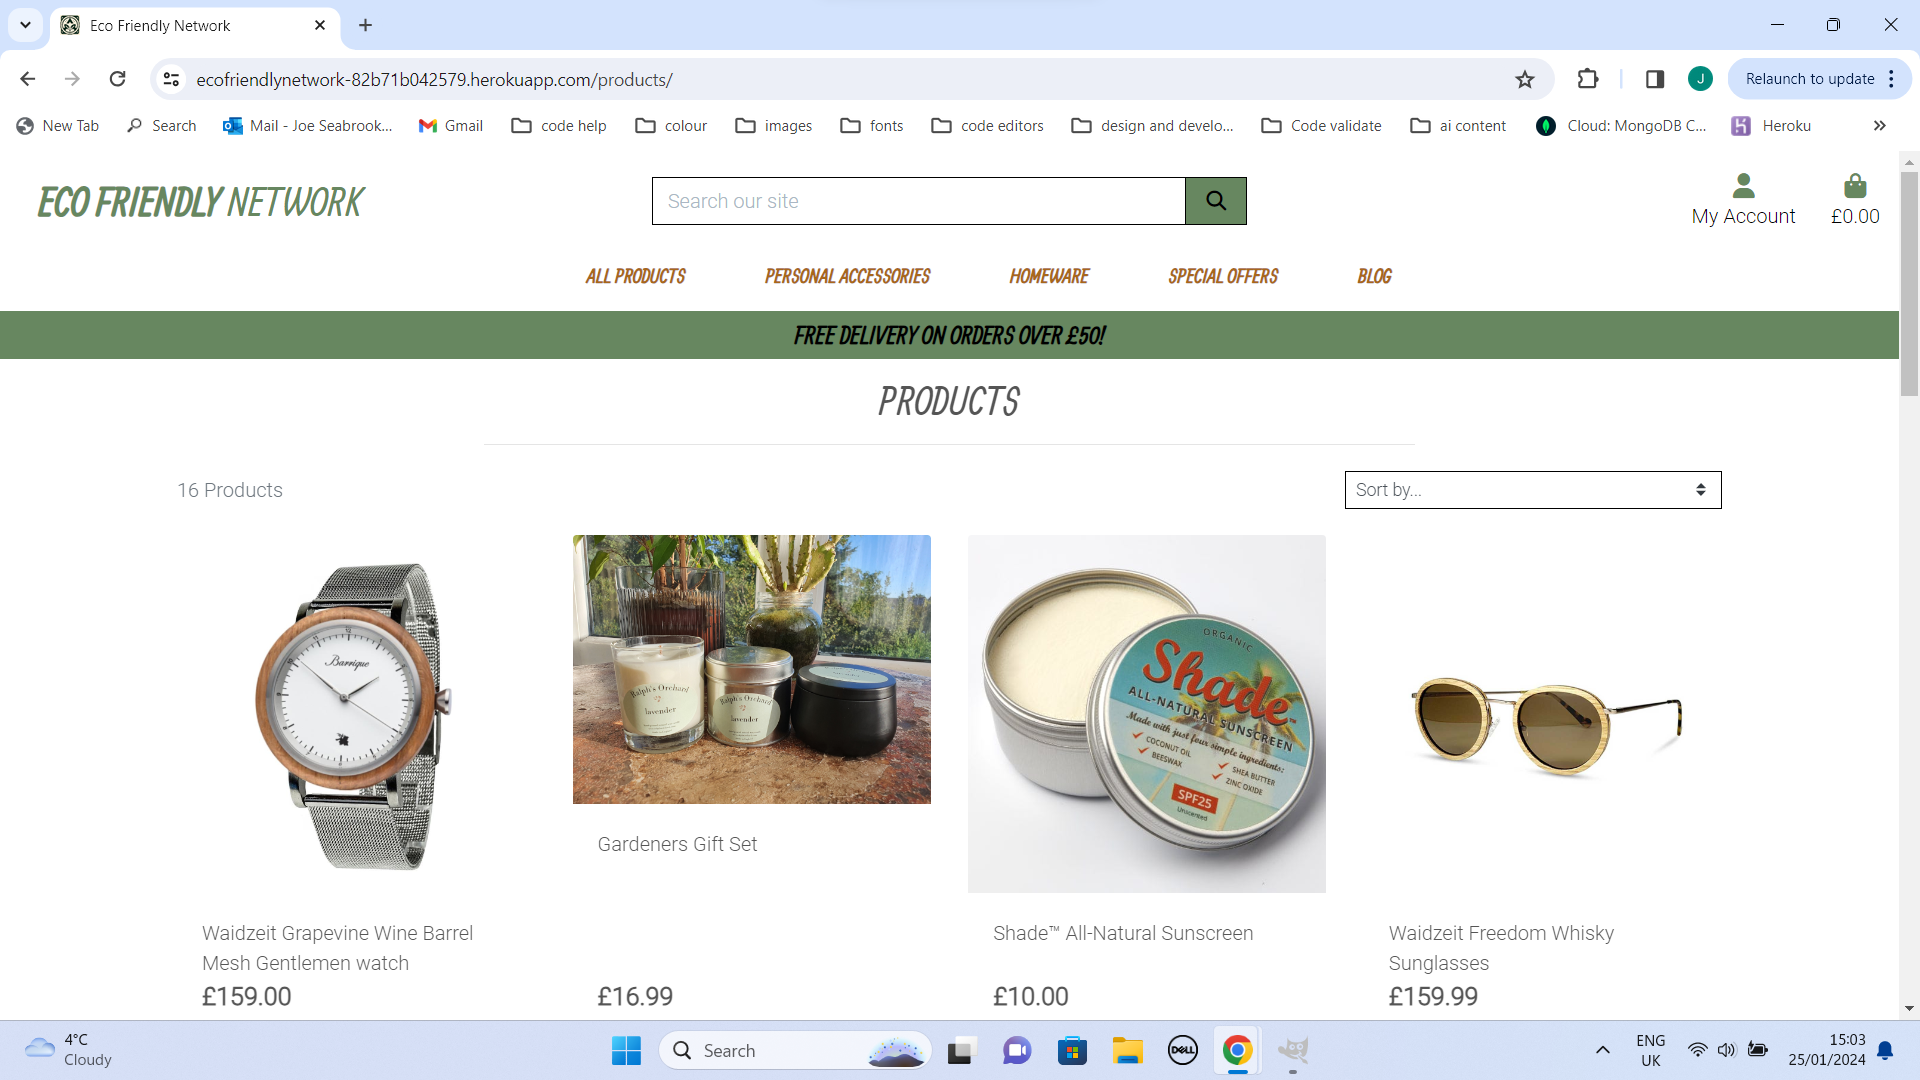 Eco Friendly Network
ecofriendlynetwork-82b71b042579.herokuapp.com/products/
J
Relaunch to update
New Tab
Search
Mail - Joe Seabrook...
Gmail
code help
colour
images
fonts
code editors
design and develo...
Code validate
ai content
Cloud: MongoDB C...
Heroku
ECO FRIENDLY NETWORK
Search our site
My Account
£0.00
ALL PRODUCTS
PERSONAL ACCESSORIES
HOMEWARE
SPECIAL OFFERS
BLOG
FREE DELIVERY ON ORDERS OVER £50!
PRODUCTS
16 Products
Sort by...
Barrique
Ralph's Orchard
lavender
Ralph's Orchard
lavender
ORGANIC
Shade™
ALL-NATURAL SUNSCREEN
Made with just four simple ingredients:
COCONUT OIL
BEESWAX
SHEA BUTTER
ZINC OXIDE
SPF25
Unscented
Gardeners Gift Set
Waidzeit Grapevine Wine Barrel
Mesh Gentlemen watch
Shade™ All-Natural Sunscreen
Waidzeit Freedom Whisky
Sunglasses
£159.00
£16.99
£10.00
£159.99
4°C
Cloudy
Search
DELL
ENG
UK
15:03
25/01/2024